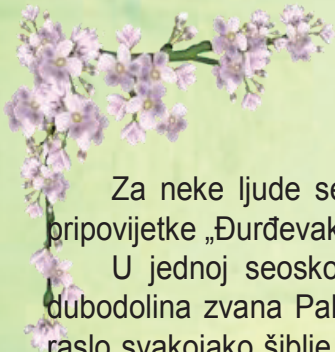 Za neke ljude se
pripovijetke „Đurđevak
U jednoj seosko
dubodolina zvana Pal
raslo svakojako šiblje